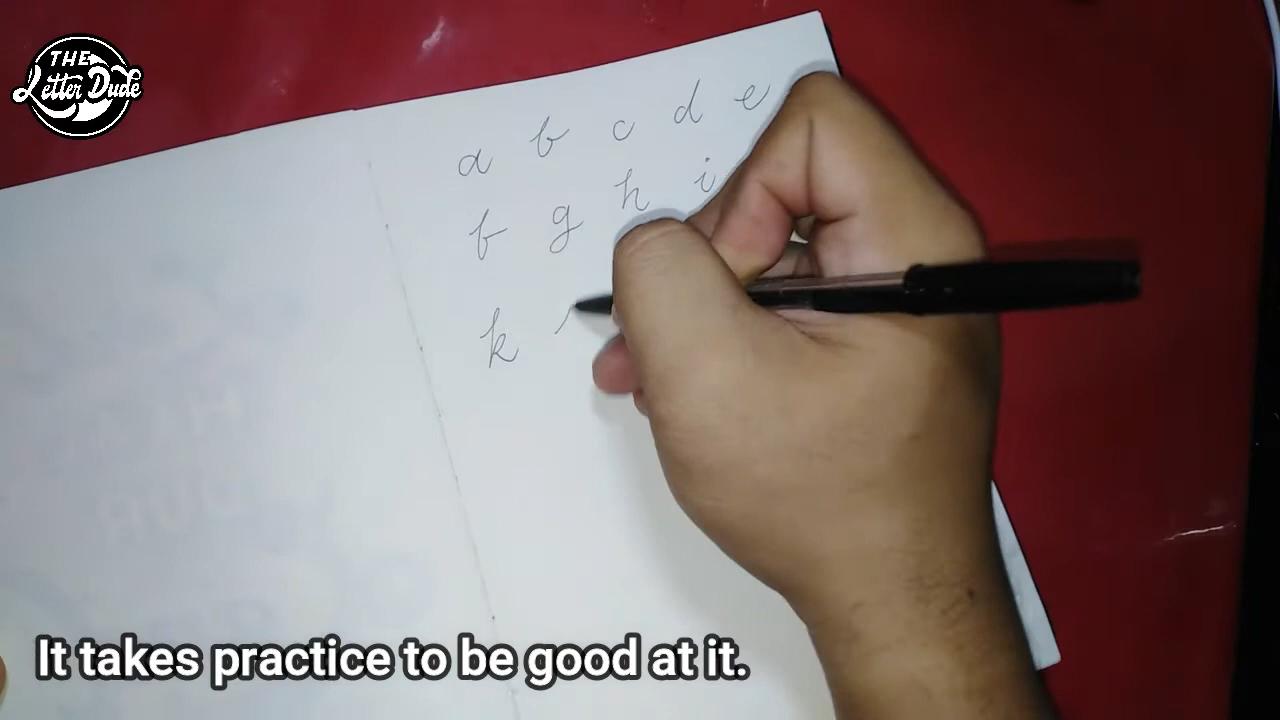 THE
Letter Dude
a b c d e
f g h i
k
It takes practice to be good at it.